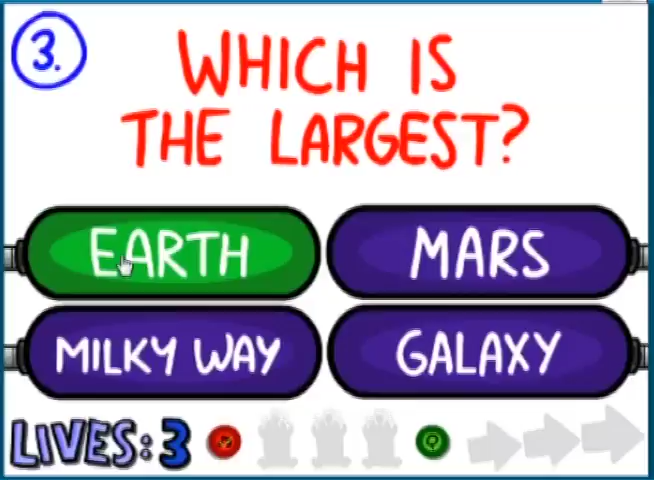 3.
WHICH IS
THE LARGEST?
EARTH
MARS
MILKY WAY
GALAXY
LIVES: 3